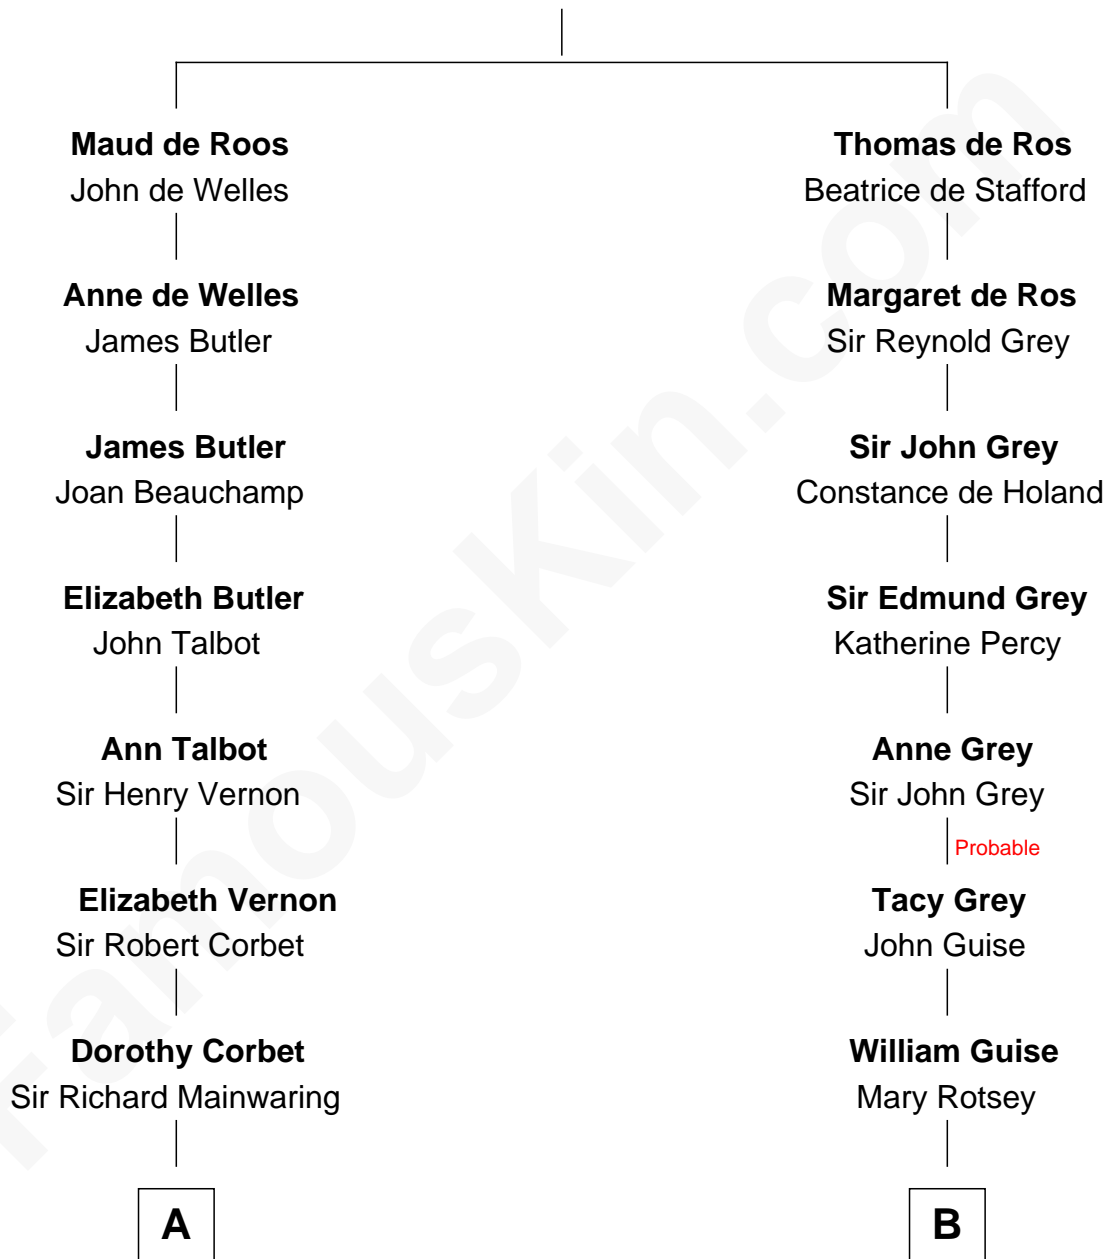 Maud de Roos
John de Welles
Thomas de Ros
Beatrice de Stafford
Anne de Welles
James Butler
Margaret de Ros
Sir Reynold Grey
James Butler
Joan Beauchamp
Sir John Grey
Constance de Holand
Elizabeth Butler
John Talbot
Sir Edmund Grey
Katherine Percy
Ann Talbot
Sir Henry Vernon
Anne Grey
Sir John Grey
Probable
Elizabeth Vernon
Sir Robert Corbet
Tacy Grey
John Guise
Dorothy Corbet
Sir Richard Mainwaring
William Guise
Mary Rotsey
A
B
FamousKin.com